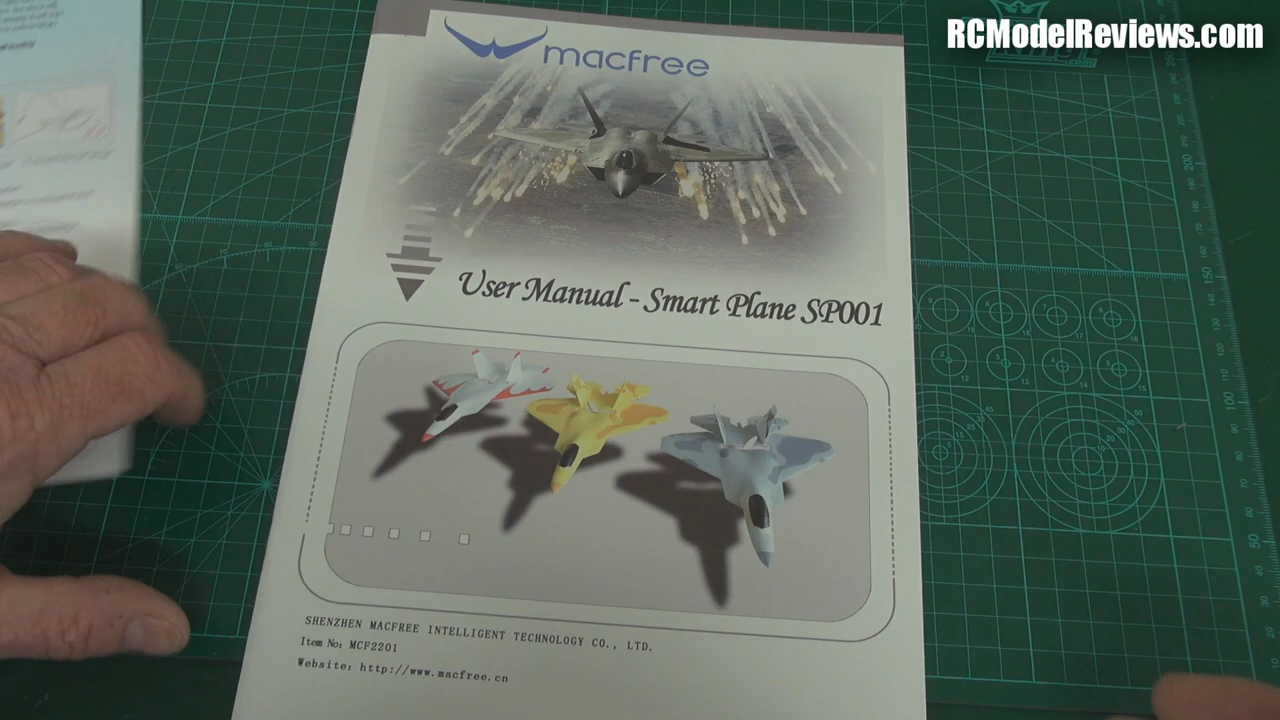 RCModelReviews.com
macfree
User Manual - Smart Plane SP001
SHENZHEN MACFREE INTELLIGENT TECHNOLOGY CO., LTD.
Item No: MCF2201
Website: http://www.macfree.cn